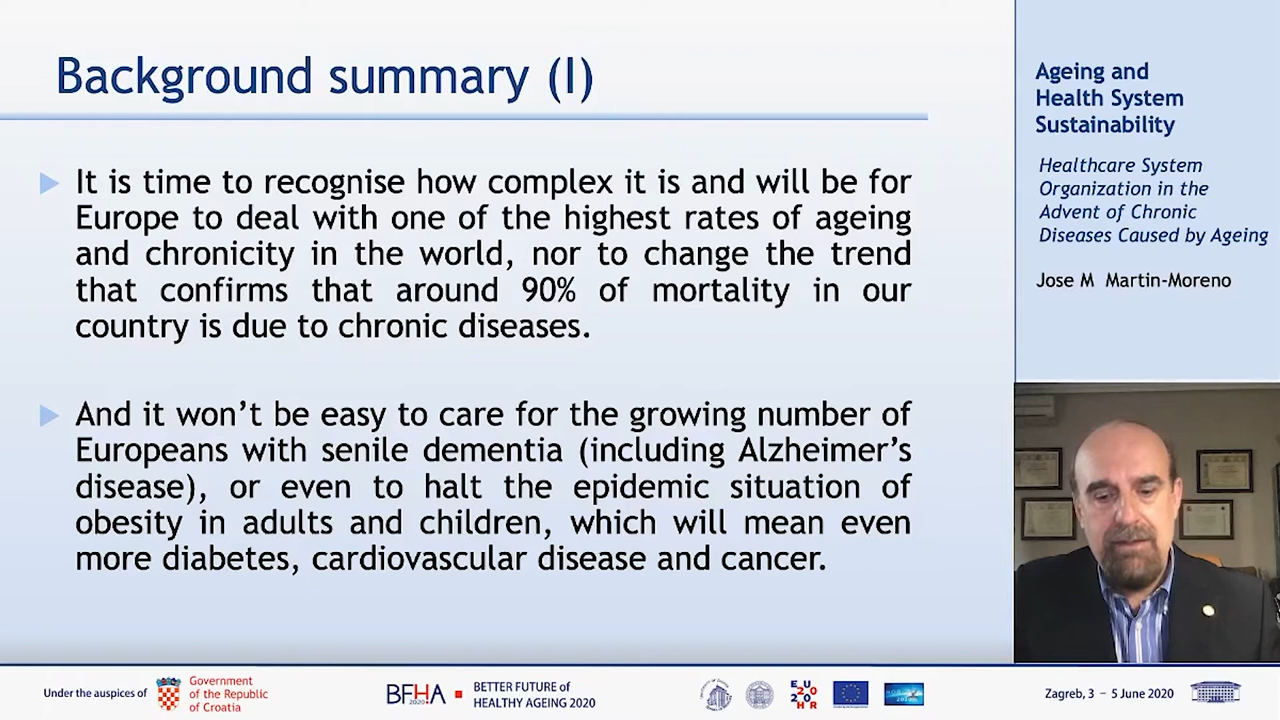 Background summary (I)
It is time to recognise how complex it is and will be for
Europe to deal with one of the highest rates of ageing
and chronicity in the world, nor to change the trend
that confirms that around 90% of mortality in our
country is due to chronic diseases.
And it won't be easy to care for the growing number of
Europeans with senile dementia (including Alzheimer's
disease), or even to halt the epidemic situation of
obesity in adults and children, which will mean even
more diabetes, cardiovascular disease and cancer.
Ageing and
Health System
Sustainability
Healthcare System
Organization in the
Advent of Chronic
Diseases Caused by Ageing
Jose M Martin-Moreno
Under the auspices of
Government
of the Republic
of Croatia
BFHA
2020
BETTER FUTURE of
HEALTHY AGEING 2020
EU
20
20
HR
Zagreb, 3 – 5 June 2020